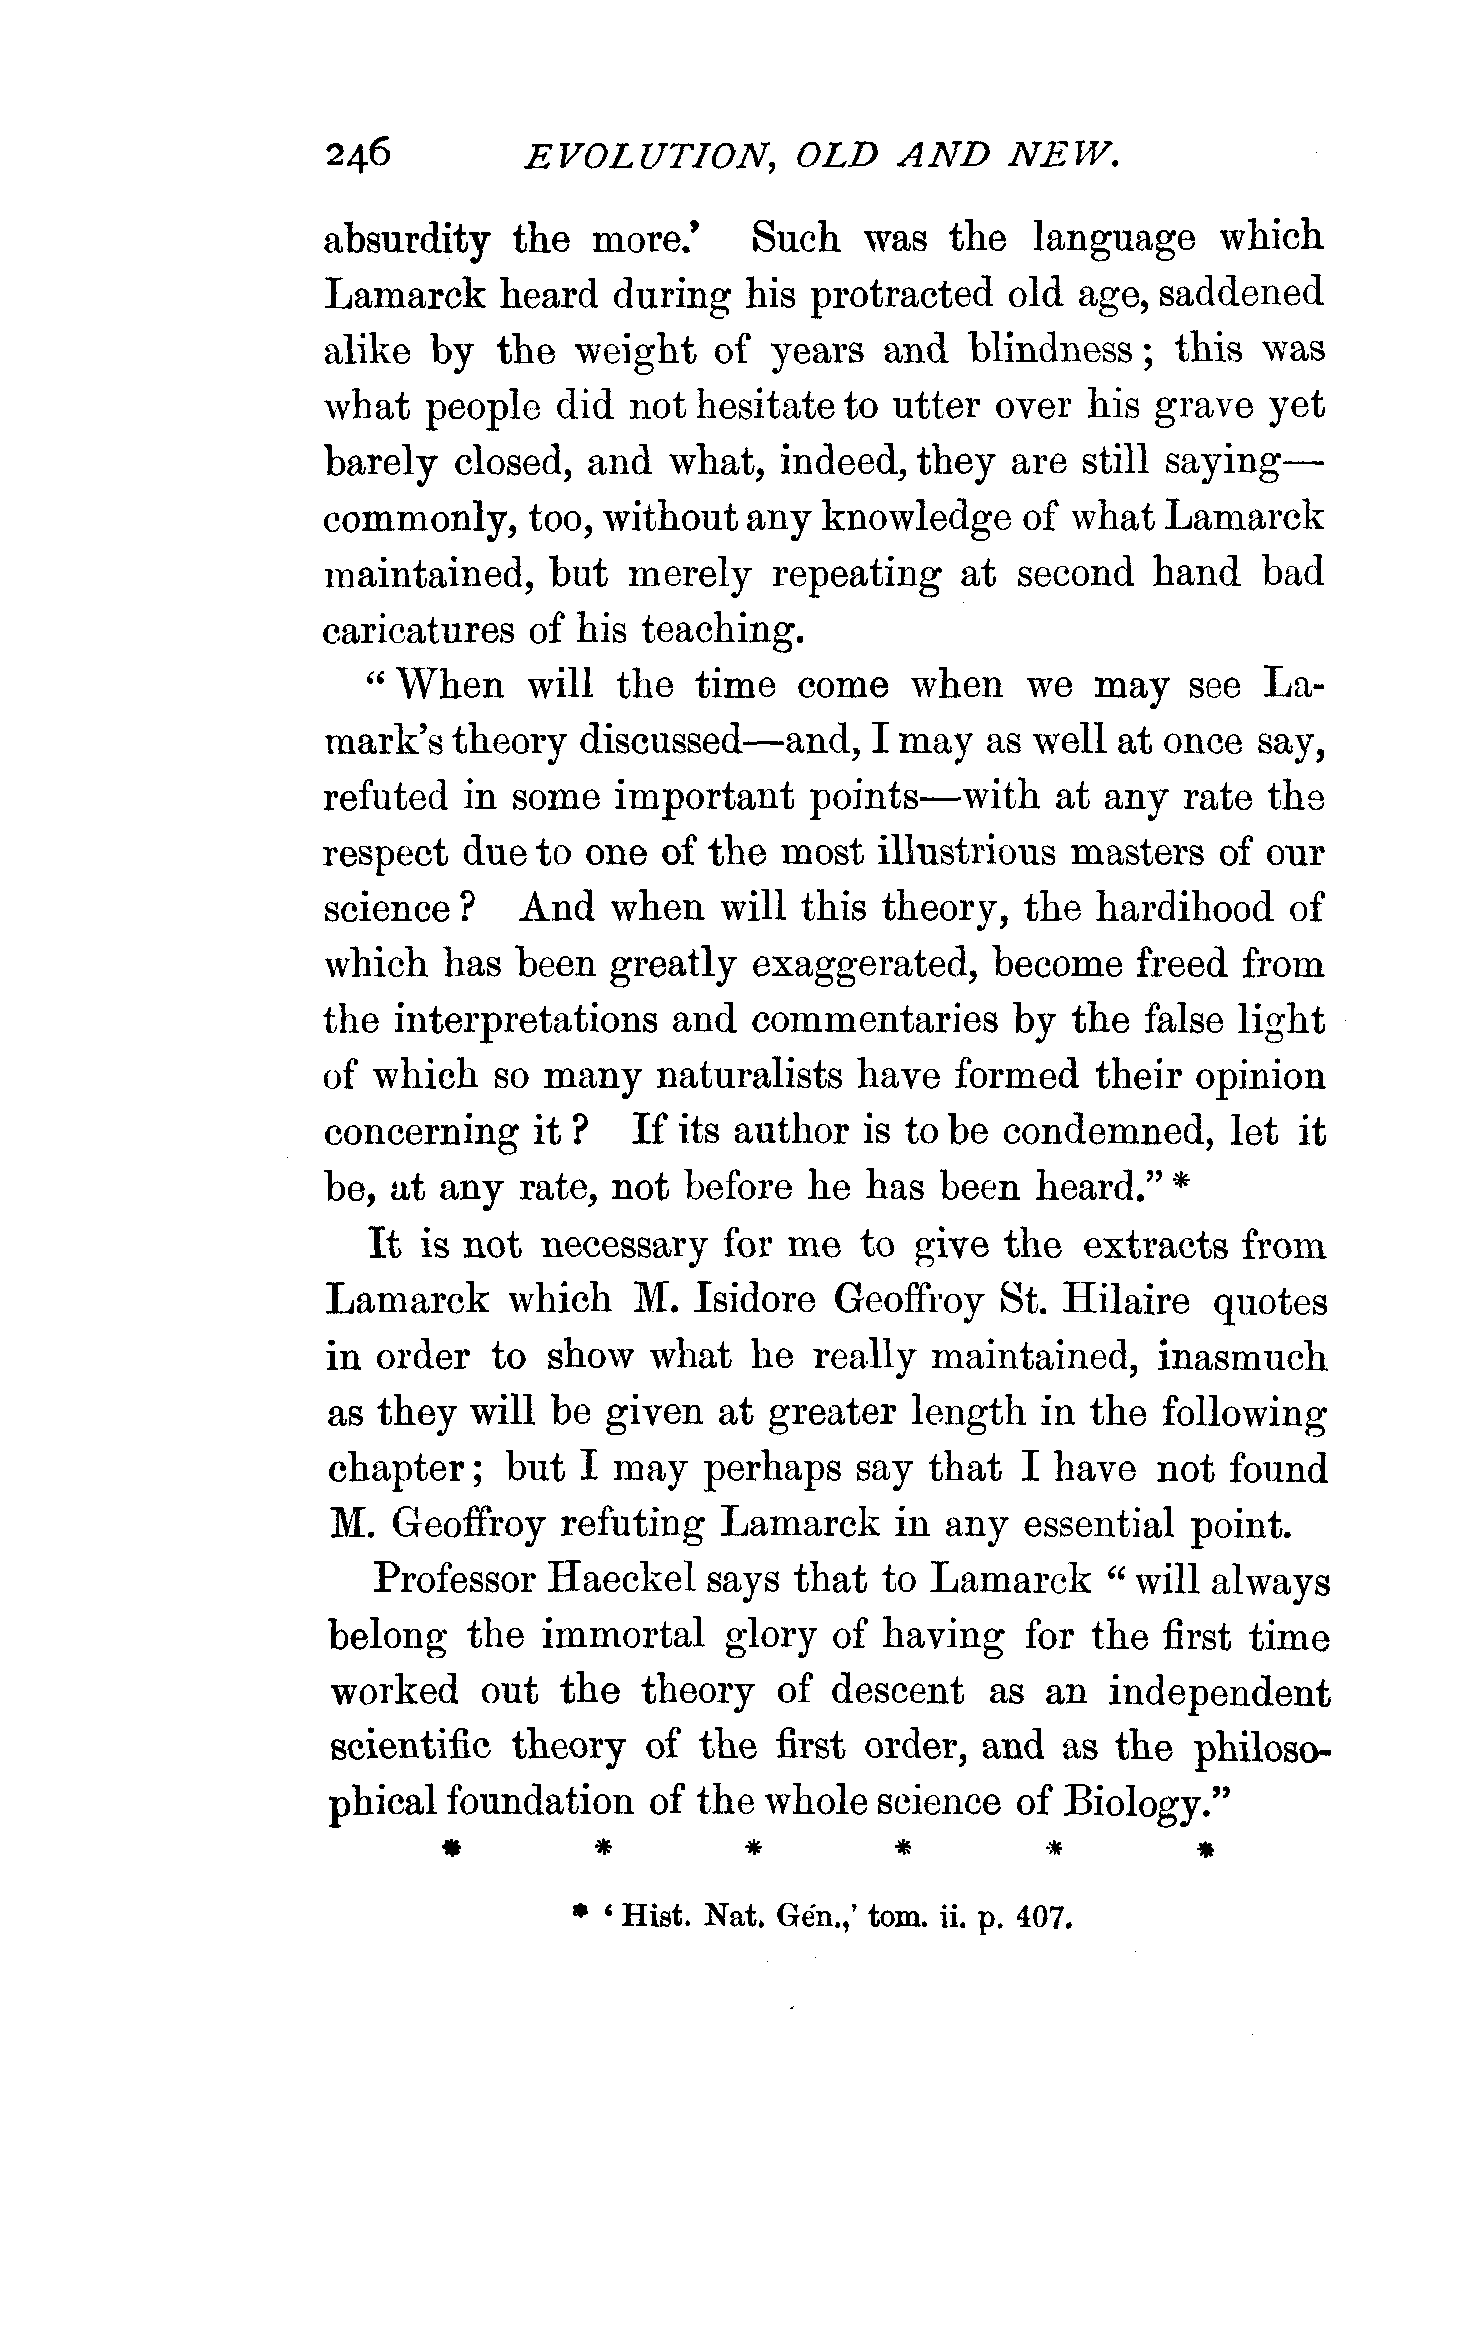 246 EVOLUTION, OLD AND NEW.
absurdity the more.' Such was the language which
Lamarck heard during his protracted old age, saddened
alike by the weight of years and blindness; this was
what people did not hesitate to utter over his grave yet
barely closed, and what, indeed, they are still saying—
commonly, too, without any knowledge of what Lamarck
maintained, but merely repeating at second hand bad
caricatures of his teaching.
"When will the time come when we may see La-
mark's theory discussed—and, I may as well at once say,
refuted in some important points—with at any rate the
respect due to one of the most illustrious masters of our
science? And when will this theory, the hardihood of
which has been greatly exaggerated, become freed from
the interpretations and commentaries by the false light
of which so many naturalists have formed their opinion
concerning it? If its author is to be condemned, let it
be, at any rate, not before he has been heard." *
It is not necessary for me to give the extracts from
Lamarck which M. Isidore Geoffroy St. Hilaire quotes
in order to show what he really maintained, inasmuch
as they will be given at greater length in the following
chapter; but I may perhaps say that I have not found
M. Geoffroy refuting Lamarck in any essential point.
Professor Haeckel says that to Lamarck "will always
belong the immortal glory of having for the first time
worked out the theory of descent as an independent
scientific theory of the first order, and as the philoso-
phical foundation of the whole science of Biology."
* * * * * *
* 'Hist. Nat. Gén.,' tom. ii. p. 407.